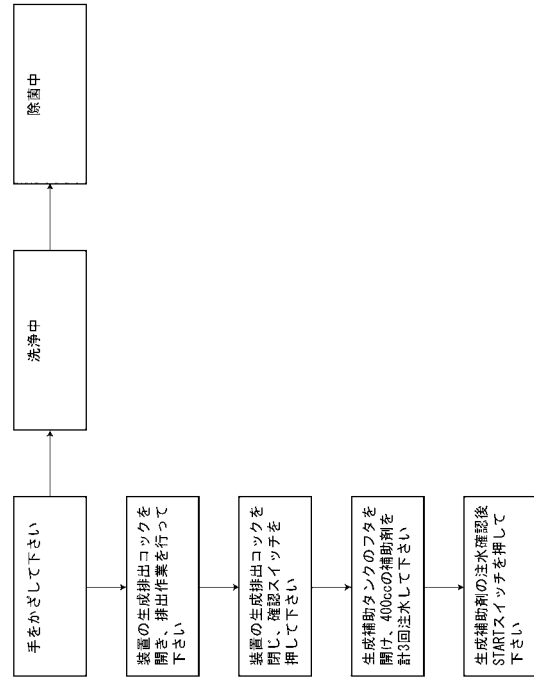 手をかざして下さい
洗浄中
除菌中
装置の生成排出コックを
開き、排出作業を行って
下さい
装置の生成排出コックを
閉じ、確認スイッチを
押して下さい
生成補助タンクのフタを
開け、400ccの補助剤を
計3回注水して下さい
生成補助剤の注水確認後
STARTスイッチを押して
下さい